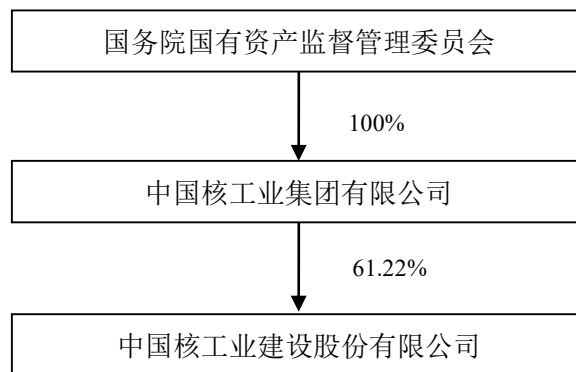 国务院国有资产监督管理委员会
100%
中国核工业集团有限公司
61.22%
中国核工业建设股份有限公司